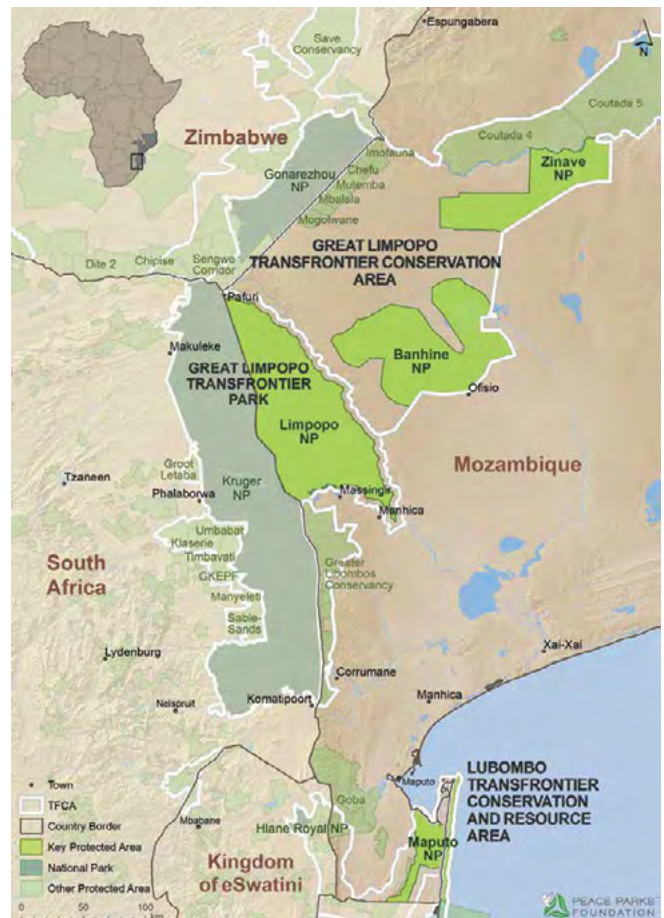 Espungabera
Save
Conservancy
N
Zimbabwe
Coutada 5
Coutada 4
Imofauna
Zinave
NP
Gonarezhou
NP
Chefu
Mutemba
Mbalala
Mogolwane
GREAT LIMPOPO
TRANSFRONTIER CONSERVATION
AREA
Dite 2
Chipise
Sengwe
Corridor
Pafuri
Makuleke
Banhine
NP
GREAT LIMPOPO
TRANSFRONTIER
PARK
Ofisio
Limpopo
NP
Mozambique
Groot
Letaba
Tzaneen
Kruger
NP
Phalaborwa
Massingir
Manhica
Umbabat
Klaserie
Timbavati
GKEPF
Manyeleti
Sabie-
Sands
South
Africa
Greater
Libombos
Conservancy
Xai-Xai
Lydenburg
Corrumane
Manhica
Nelspruit
Komatipoort
LUBOMBO
TRANSFRONTIER
CONSERVATION
AND RESOURCE
AREA
Maputo
Goba
Mbabane
Hlane Royal NP
Maputo
NP
Kingdom
of eSwatini
Town
TFCA
Country Border
Key Protected Area
National Park
Other Protected Area
100
km
PEACE PARKS
FOUNDATION